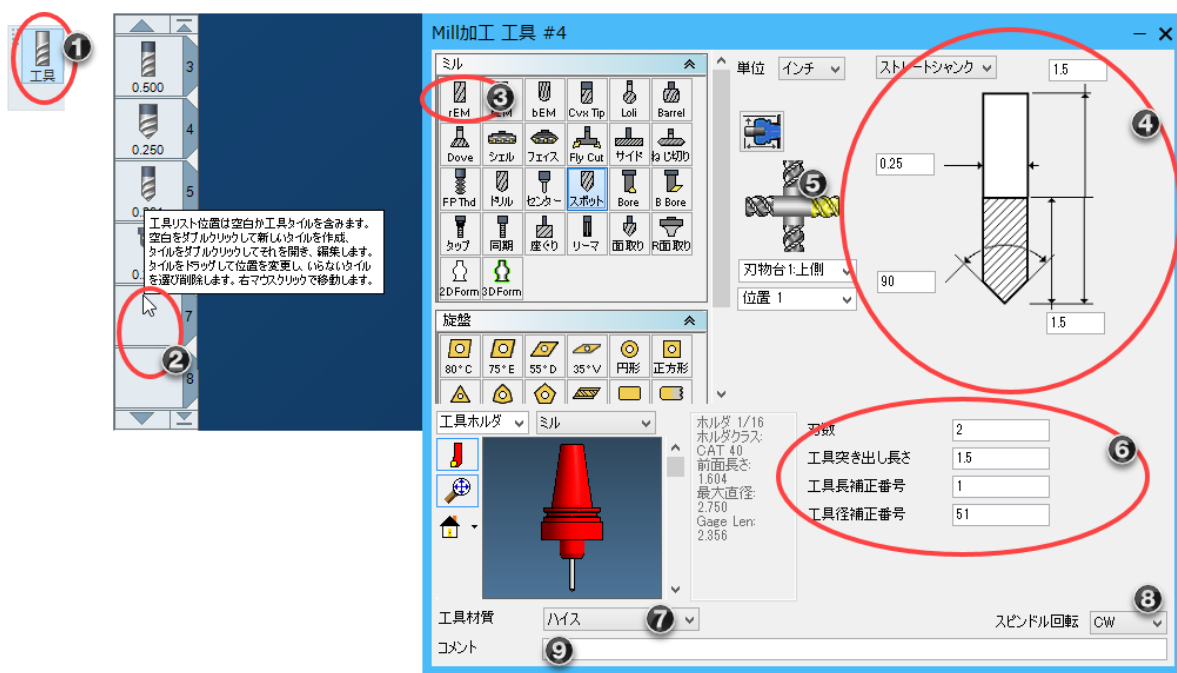 工具
1
3
0.500
4
0.250
5
工具リスト位置は空白か工具タイルを含みます。
空白をダブルクリックして新しいタイルを作成、
タイルをダブルクリックしてそれを開き、編集します。
タイルをドラッグして位置を変更し、いらないタイル
を選び削除します。右マウスクリックで移動します。
0.
7
2
8
Mill加工 工具 #4
ミル
rEM
3
bEM
Cvx Tip
Loli
Barrel
Dove
シェル
フェイス
Fly Cut
サイド
ねじ切り
FP Thd
ドリル
センター
スポット
Bore
B Bore
タップ
同期
座ぐり
リーマ
面取り
R面取り
2D Form
3D Form
旋盤
80° C
75° E
55° D
35° V
円形
正方形
単位
インチ
ストレートシャンク
1.5
4
0.25
5
刃物台1:上側
位置 1
90
1.5
工具ホルダ
ミル
ホルダ 1/16
ホルダクラス:
CAT 40
前面長さ:
1.604
最大直径:
2.750
Gage Len:
2.356
刃数
2
工具突き出し長さ
1.5
工具長補正番号
1
工具径補正番号
51
6
工具材質
ハイス
7
スピンドル回転
CW
8
コメント
9